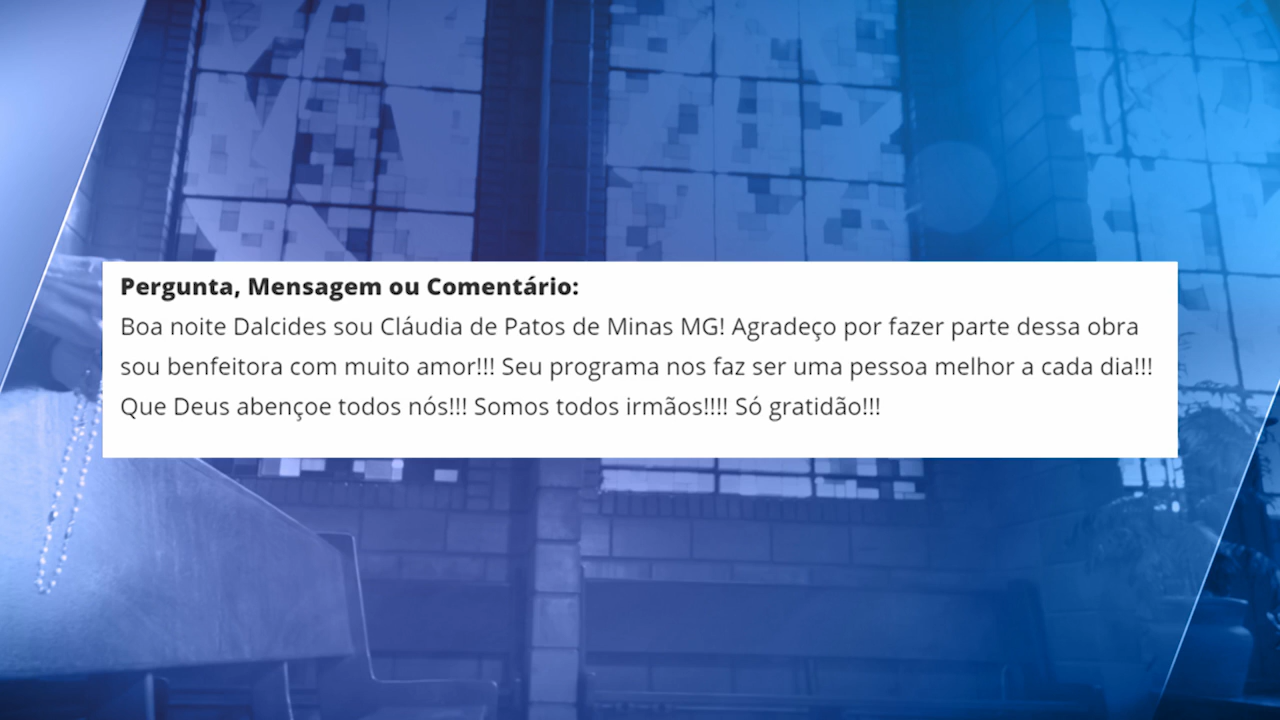 Pergunta, Mensagem ou Comentário:
Boa noite Dalcides sou Cláudia de Patos de Minas MG! Agradeço por fazer parte dessa obra
sou benfeitora com muito amor!!! Seu programa nos faz ser uma pessoa melhor a cada dia!!!
Que Deus abençoe todos nós!!! Somos todos irmãos!!!! Só gratidão!!!